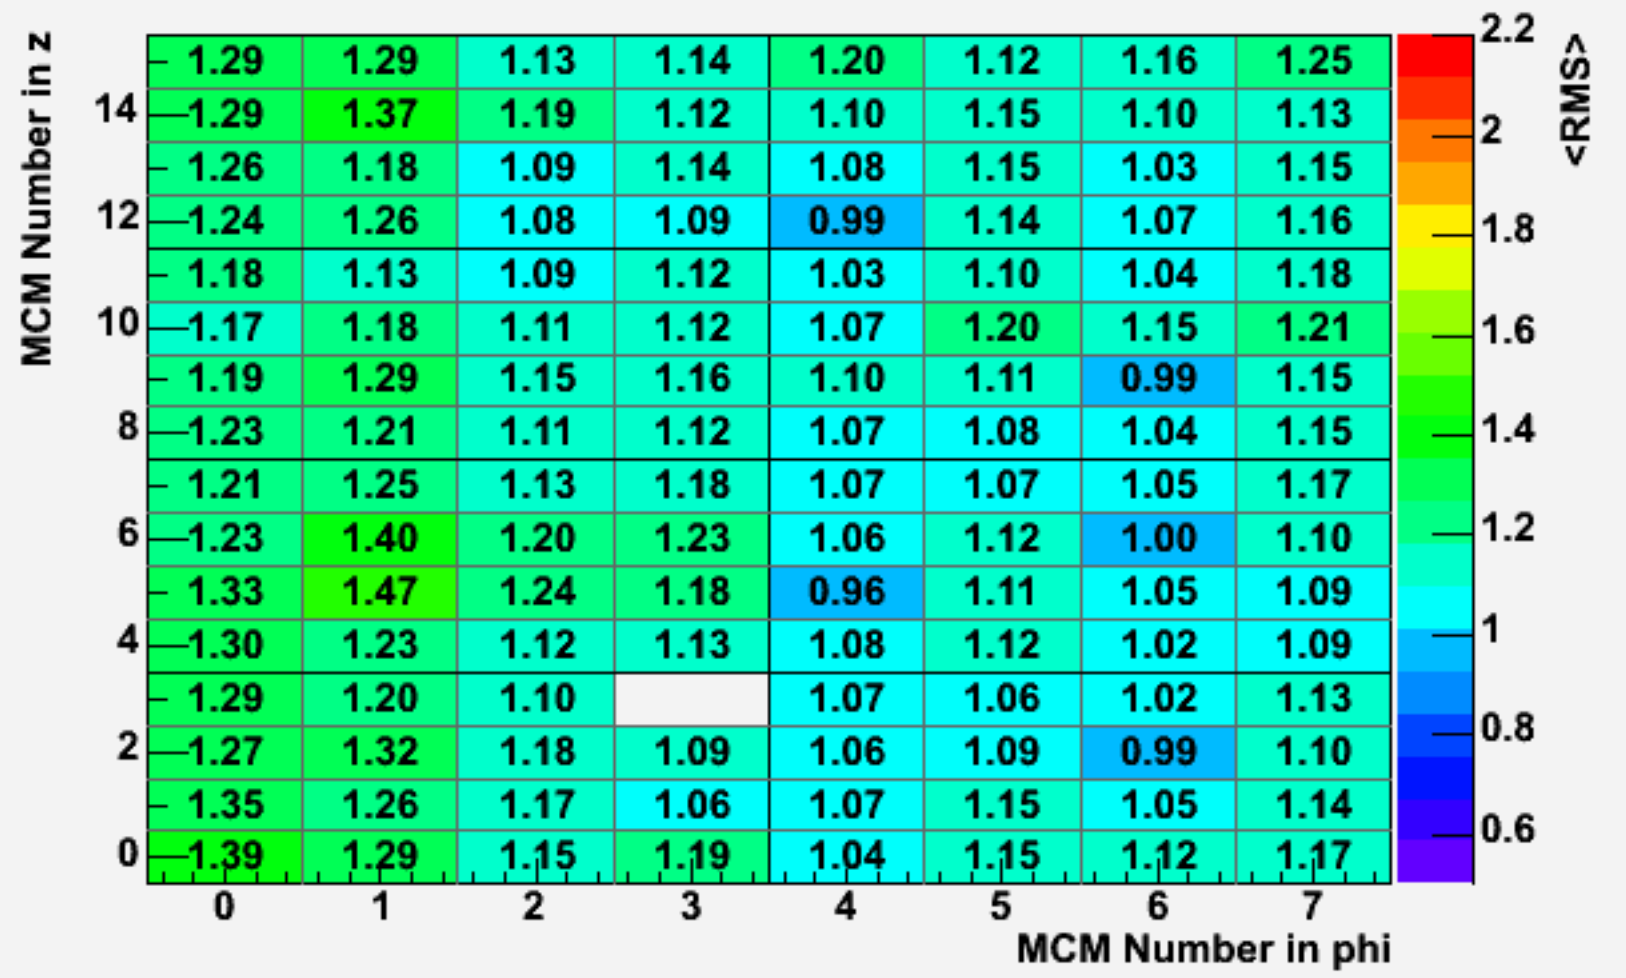 MCM Number in z
1.29 1.29 1.13 1.14 1.20 1.12 1.16 1.25
14 1.29 1.37 1.19 1.12 1.10 1.15 1.10 1.13
1.26 1.18 1.09 1.14 1.08 1.15 1.03 1.15
12 1.24 1.26 1.08 1.09 0.99 1.14 1.07 1.16
1.18 1.13 1.09 1.12 1.03 1.10 1.04 1.18
10 1.17 1.18 1.11 1.12 1.07 1.20 1.15 1.21
1.19 1.29 1.15 1.16 1.10 1.11 0.99 1.15
8 1.23 1.21 1.11 1.12 1.07 1.08 1.04 1.15
1.21 1.25 1.13 1.18 1.07 1.07 1.05 1.17
6 1.23 1.40 1.20 1.23 1.06 1.12 1.00 1.10
1.33 1.47 1.24 1.18 0.96 1.11 1.05 1.09
4 1.30 1.23 1.12 1.13 1.08 1.12 1.02 1.09
1.29 1.20 1.10 1.07 1.06 1.02 1.13
2 1.27 1.32 1.18 1.09 1.06 1.09 0.99 1.10
1.35 1.26 1.17 1.06 1.07 1.15 1.05 1.14
0 1.39 1.29 1.15 1.19 1.04 1.15 1.12 1.17
0 1 2 3 4 5 6 7
MCM Number in phi
2.2
2
1.8
1.6
1.4
1.2
1
0.8
0.6
<RMS>